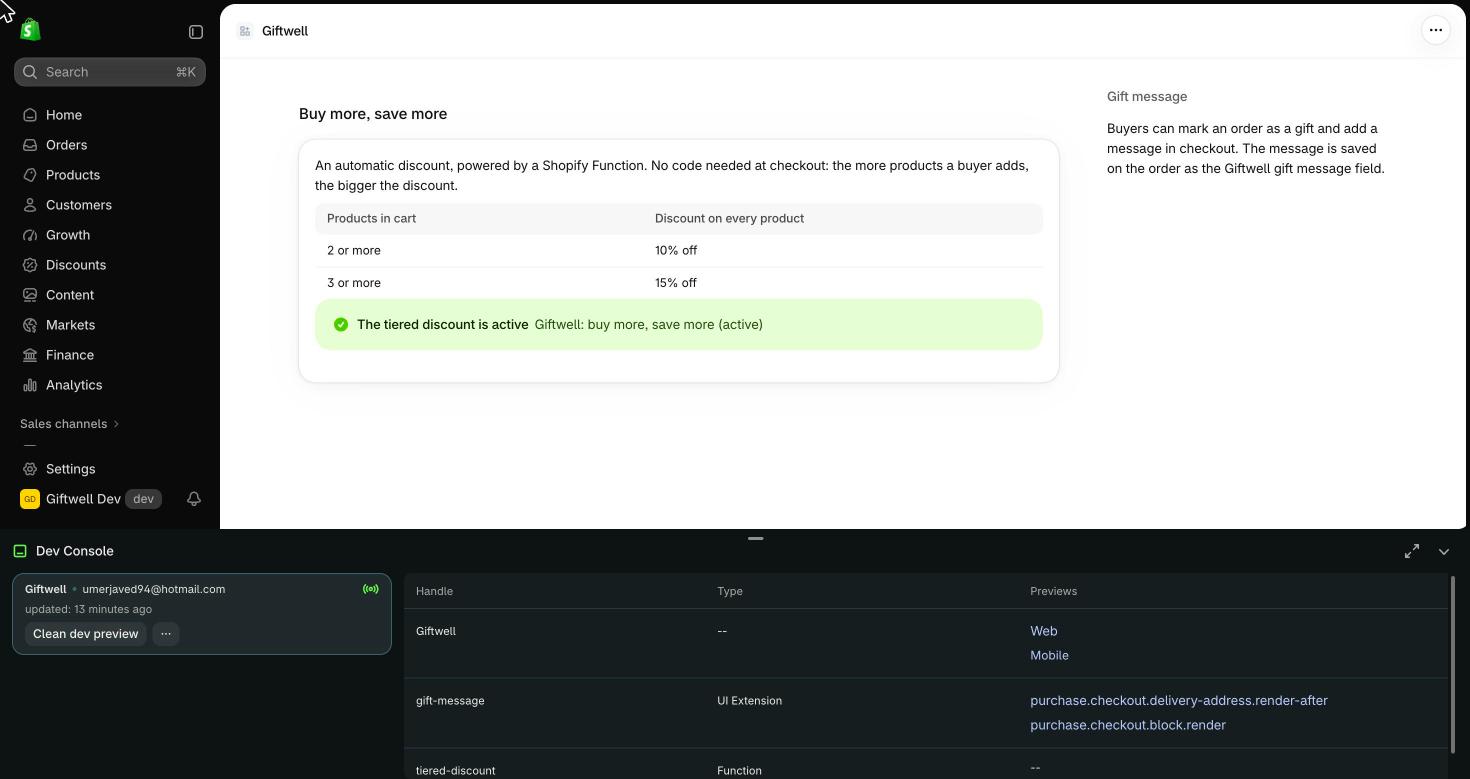 Search ⌘K
Home
Orders
Products
Customers
Growth
Discounts
Content
Markets
Finance
Analytics
Sales channels
Settings
GD Giftwell Dev dev
Giftwell
Buy more, save more
An automatic discount, powered by a Shopify Function. No code needed at checkout: the more products a buyer adds,
the bigger the discount.
Products in cart Discount on every product
2 or more 10% off
3 or more 15% off
The tiered discount is active Giftwell: buy more, save more (active)
Gift message
Buyers can mark an order as a gift and add a
message in checkout. The message is saved
on the order as the Giftwell gift message field.
Dev Console
Giftwell • umerjaved94@hotmail.com
updated: 13 minutes ago
Clean dev preview ...
Handle Type Previews
Giftwell -- Web
Mobile
gift-message UI Extension purchase.checkout.delivery-address.render-after
purchase.checkout.block.render
tiered-discount Function --